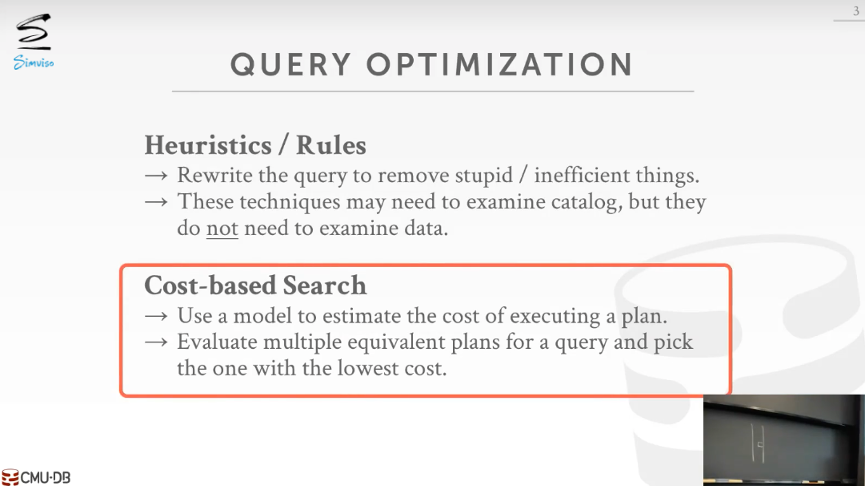 3
Simviso
QUERY OPTIMIZATION
Heuristics / Rules
→ Rewrite the query to remove stupid / inefficient things.
→ These techniques may need to examine catalog, but they
do not need to examine data.
Cost-based Search
→ Use a model to estimate the cost of executing a plan.
→ Evaluate multiple equivalent plans for a query and pick
the one with the lowest cost.
CMU·DB